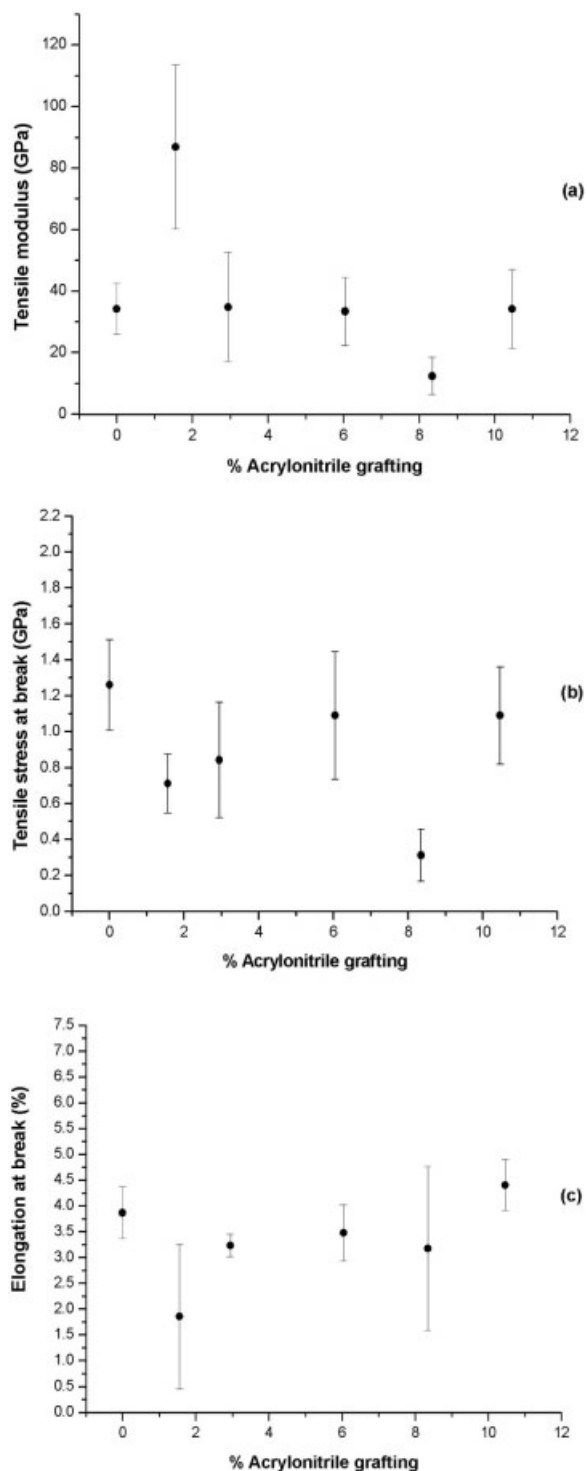 120
100
80
60
40
20
0
Tensile modulus (GPa)
(a)
0 2 4 6 8 10 12
% Acrylonitrile grafting
2.2
2.0
1.8
1.6
1.4
1.2
1.0
0.8
0.6
0.4
0.2
0.0
Tensile stress at break (GPa)
(b)
0 2 4 6 8 10 12
% Acrylonitrile grafting
7.5
7.0
6.5
6.0
5.5
5.0
4.5
4.0
3.5
3.0
2.5
2.0
1.5
1.0
0.5
0.0
Elongation at break (%)
(c)
0 2 4 6 8 10 12
% Acrylonitrile grafting